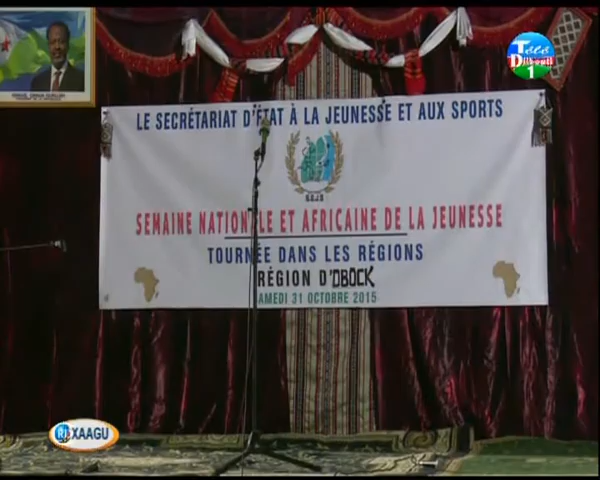 Télé
Djibouti
1
LE SECRÉTARIAT D'ÉTAT À LA JEUNESSE ET AUX SPORTS
SEJS
SEMAINE NATIONALE ET AFRICAINE DE LA JEUNESSE
TOURNÉE DANS LES RÉGIONS
RÉGION D'OBOCK
SAMEDI 31 OCTOBRE 2015
XAAGU